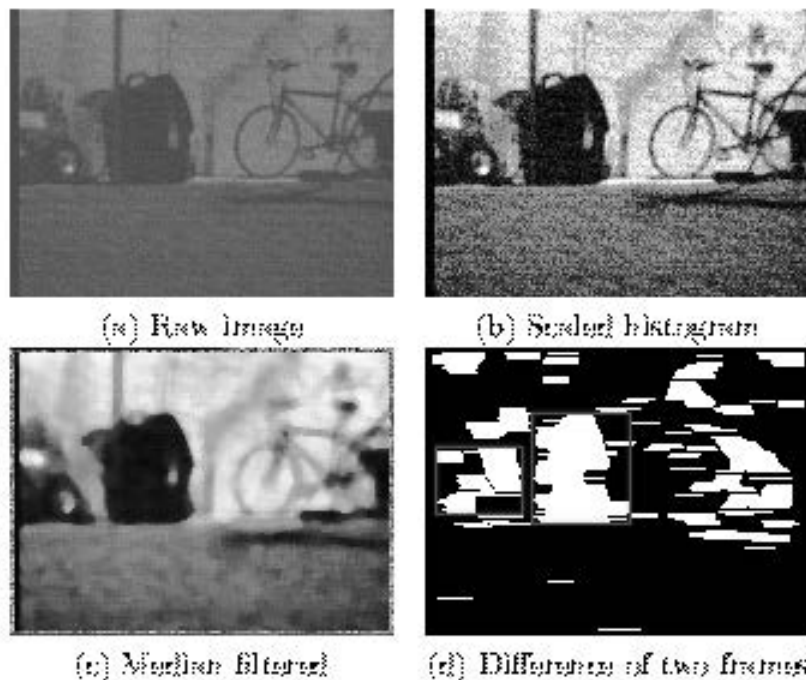 (a) Raw image
(b) Scaled histogram
(c) Median filtered
(d) Difference of two frames